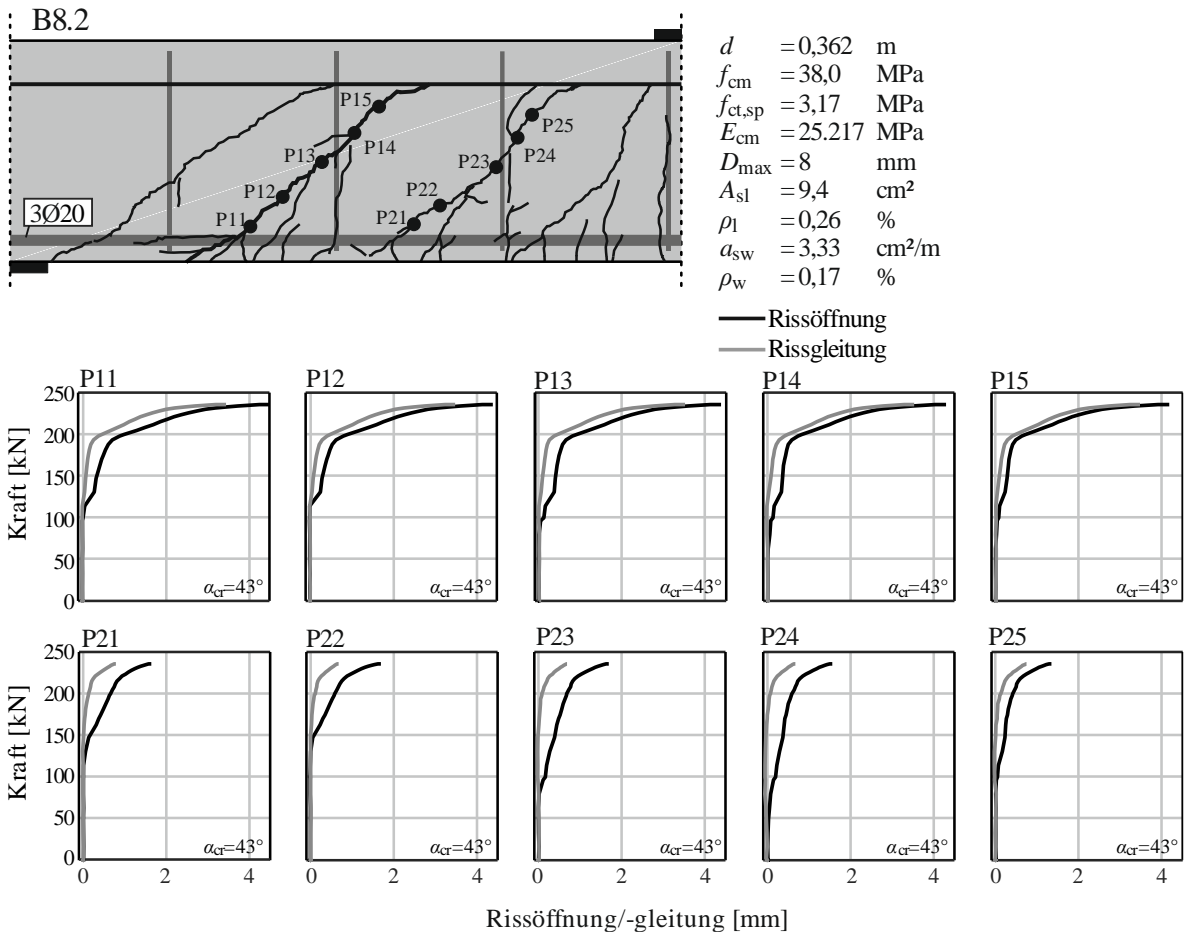 B8.2
P15
P25
P14
P24
P13
P23
P12
P22
P11
P21
3Ø20
d =0,362 m
fcm =38,0 MPa
fct,sp =3,17 MPa
Ecm =25.217 MPa
Dmax =8 mm
Asl =9,4 cm²
ρl =0,26 %
asw =3,33 cm²/m
ρw =0,17 %
Rissöffnung
Rissgleitung
P11 P12 P13 P14 P15
250
200
150
100
50
0
Kraft [kN]
αcr=43° αcr=43° αcr=43° αcr=43° αcr=43°
P21 P22 P23 P24 P25
250
200
150
100
50
0
Kraft [kN]
αcr=43° αcr=43° αcr=43° αcr=43° αcr=43°
0 2 4 0 2 4 0 2 4 0 2 4 0 2 4
Rissöffnung/-gleitung [mm]